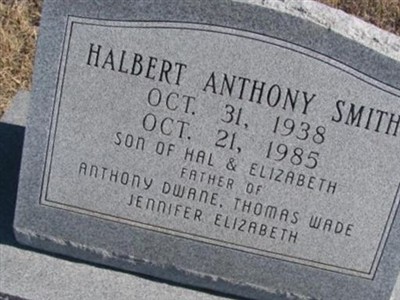 HALBERT ANTHONY SMITH
OCT. 31, 1938
OCT. 21, 1985
SON OF HAL & ELIZABETH
FATHER OF
ANTHONY DWANE, THOMAS WADE
JENNIFER ELIZABETH